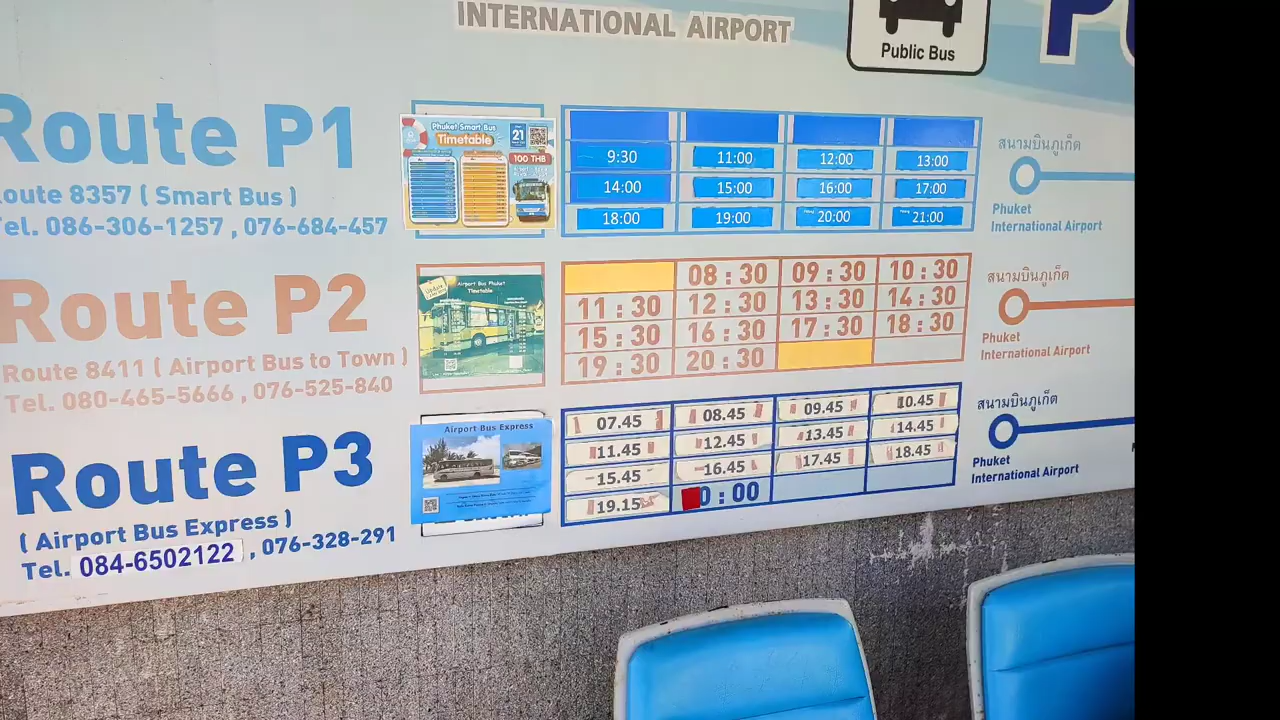 INTERNATIONAL AIRPORT
Public Bus
Route P1
Route 8357 ( Smart Bus )
Tel. 086-306-1257 , 076-684-457
Phuket Smart Bus
Timetable
21
100 THB
9:30 11:00 12:00 13:00
14:00 15:00 16:00 17:00
18:00 19:00 20:00 21:00
สนามบินภูเก็ต
Phuket
International Airport
Route P2
Route 8411 ( Airport Bus to Town )
Tel. 080-465-5666 , 076-525-840
Update
Airport Bus Phuket
Timetable
08 : 30 09 : 30 10 : 30
11 : 30 12 : 30 13 : 30 14 : 30
15 : 30 16 : 30 17 : 30 18 : 30
19 : 30 20 : 30
สนามบินภูเก็ต
Phuket
International Airport
Route P3
( Airport Bus Express )
Tel. 084-6502122 , 076-328-291
Airport Bus Express
07.45 08.45 09.45 10.45
11.45 12.45 13.45 14.45
15.45 16.45 17.45 18.45
19.15 0 : 00
สนามบินภูเก็ต
Phuket
International Airport